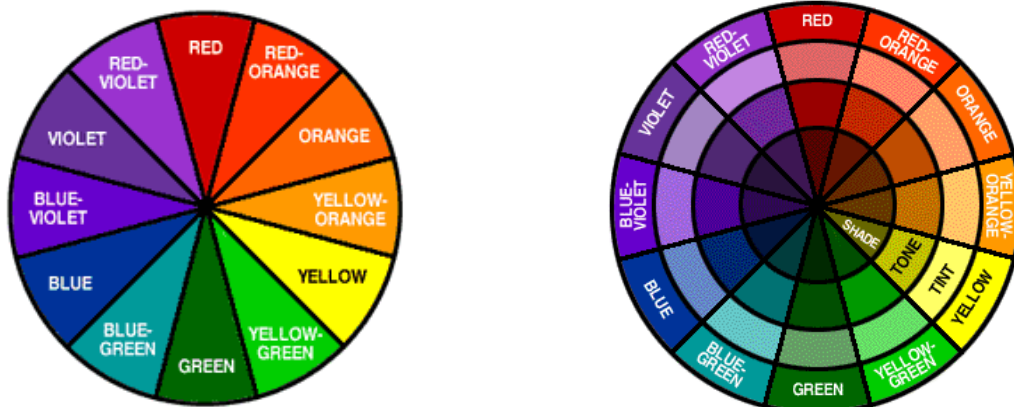 RED
RED-
ORANGE
ORANGE
YELLOW-
ORANGE
YELLOW
YELLOW-
GREEN
GREEN
BLUE-
GREEN
BLUE
BLUE-
VIOLET
VIOLET
RED-
VIOLET
RED
RED-
ORANGE
ORANGE
YELLOW-
ORANGE
YELLOW
TINT
TONE
SHADE
YELLOW-
GREEN
GREEN
BLUE-
GREEN
BLUE
BLUE-
VIOLET
VIOLET
RED-
VIOLET